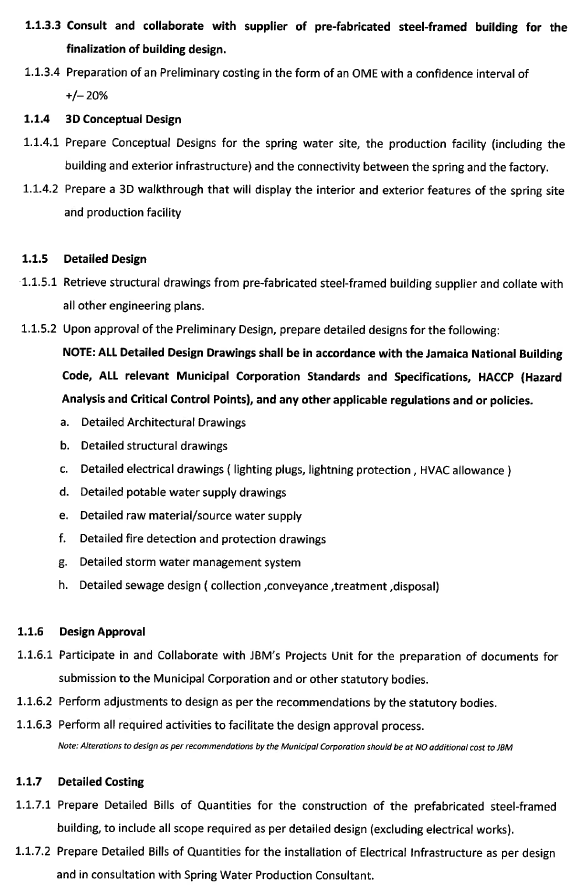 1.1.3.3 Consult and collaborate with supplier of pre-fabricated steel-framed building for the
finalization of building design.
1.1.3.4 Preparation of an Preliminary costing in the form of an OME with a confidence interval of
+/– 20%
1.1.4 3D Conceptual Design
1.1.4.1 Prepare Conceptual Designs for the spring water site, the production facility (including the
building and exterior infrastructure) and the connectivity between the spring and the factory.
1.1.4.2 Prepare a 3D walkthrough that will display the interior and exterior features of the spring site
and production facility
1.1.5 Detailed Design
1.1.5.1 Retrieve structural drawings from pre-fabricated steel-framed building supplier and collate with
all other engineering plans.
1.1.5.2 Upon approval of the Preliminary Design, prepare detailed designs for the following:
NOTE: ALL Detailed Design Drawings shall be in accordance with the Jamaica National Building
Code, ALL relevant Municipal Corporation Standards and Specifications, HACCP (Hazard
Analysis and Critical Control Points), and any other applicable regulations and or policies.
a. Detailed Architectural Drawings
b. Detailed structural drawings
c. Detailed electrical drawings ( lighting plugs, lightning protection , HVAC allowance )
d. Detailed potable water supply drawings
e. Detailed raw material/source water supply
f. Detailed fire detection and protection drawings
g. Detailed storm water management system
h. Detailed sewage design ( collection ,conveyance ,treatment ,disposal)
1.1.6 Design Approval
1.1.6.1 Participate in and Collaborate with JBM's Projects Unit for the preparation of documents for
submission to the Municipal Corporation and or other statutory bodies.
1.1.6.2 Perform adjustments to design as per the recommendations by the statutory bodies.
1.1.6.3 Perform all required activities to facilitate the design approval process.
Note: Alterations to design as per recommendations by the Municipal Corporation should be at NO additional cost to JBM
1.1.7 Detailed Costing
1.1.7.1 Prepare Detailed Bills of Quantities for the construction of the prefabricated steel-framed
building, to include all scope required as per detailed design (excluding electrical works).
1.1.7.2 Prepare Detailed Bills of Quantities for the installation of Electrical Infrastructure as per design
and in consultation with Spring Water Production Consultant.